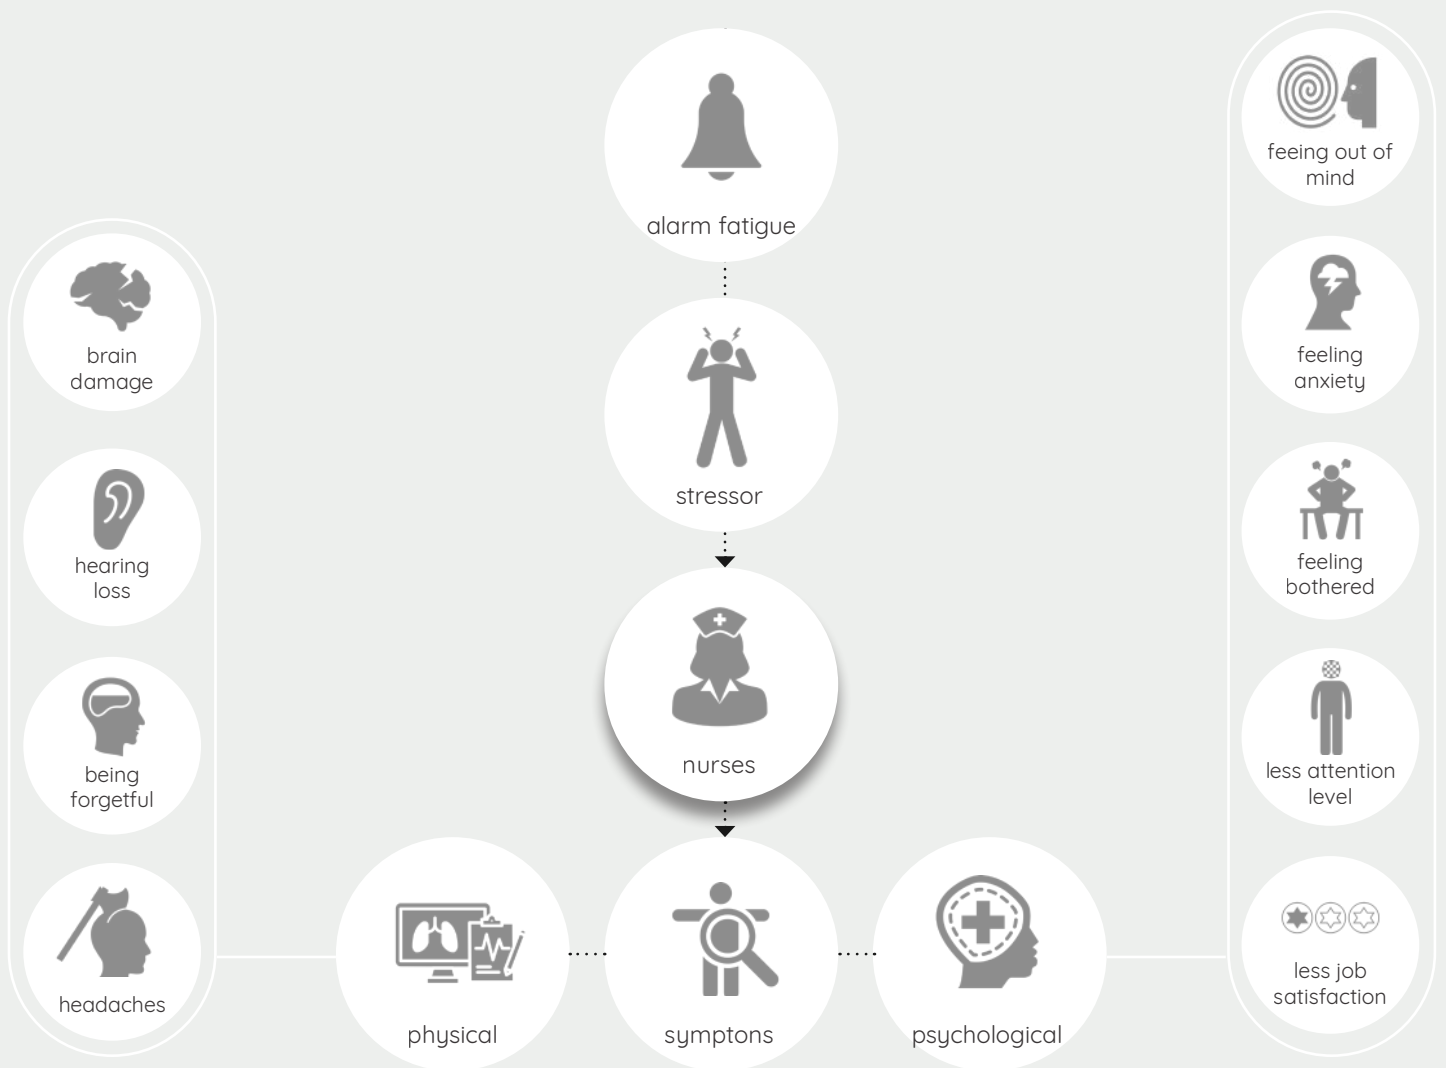 alarm fatigue
stressor
nurses
physical
symptons
psychological
brain
damage
hearing
loss
being
forgetful
headaches
feeing out of
mind
feeling
anxiety
feeling
bothered
less attention
level
less job
satisfaction